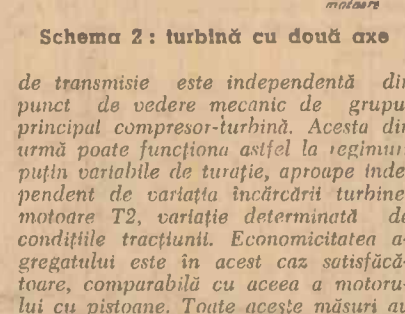 motoare
Schema 2 : turbină cu două axe
de transmisie este independentă din
punct de vedere mecanic de grupu
principal compresor-turbină. Acesta din
urmă poate funcționa astfel la regimuri
puțin variabile de turație, aproape inde
pendent de variația încărcării turbinei
motoare T2, variație determinată de
condițiile tracțiunii. Economicitatea a-
gregatului este în acest caz satisfăcă-
toare, comparabilă cu aceea a motoru-
lui cu pistoane. Toate aceste măsuri au